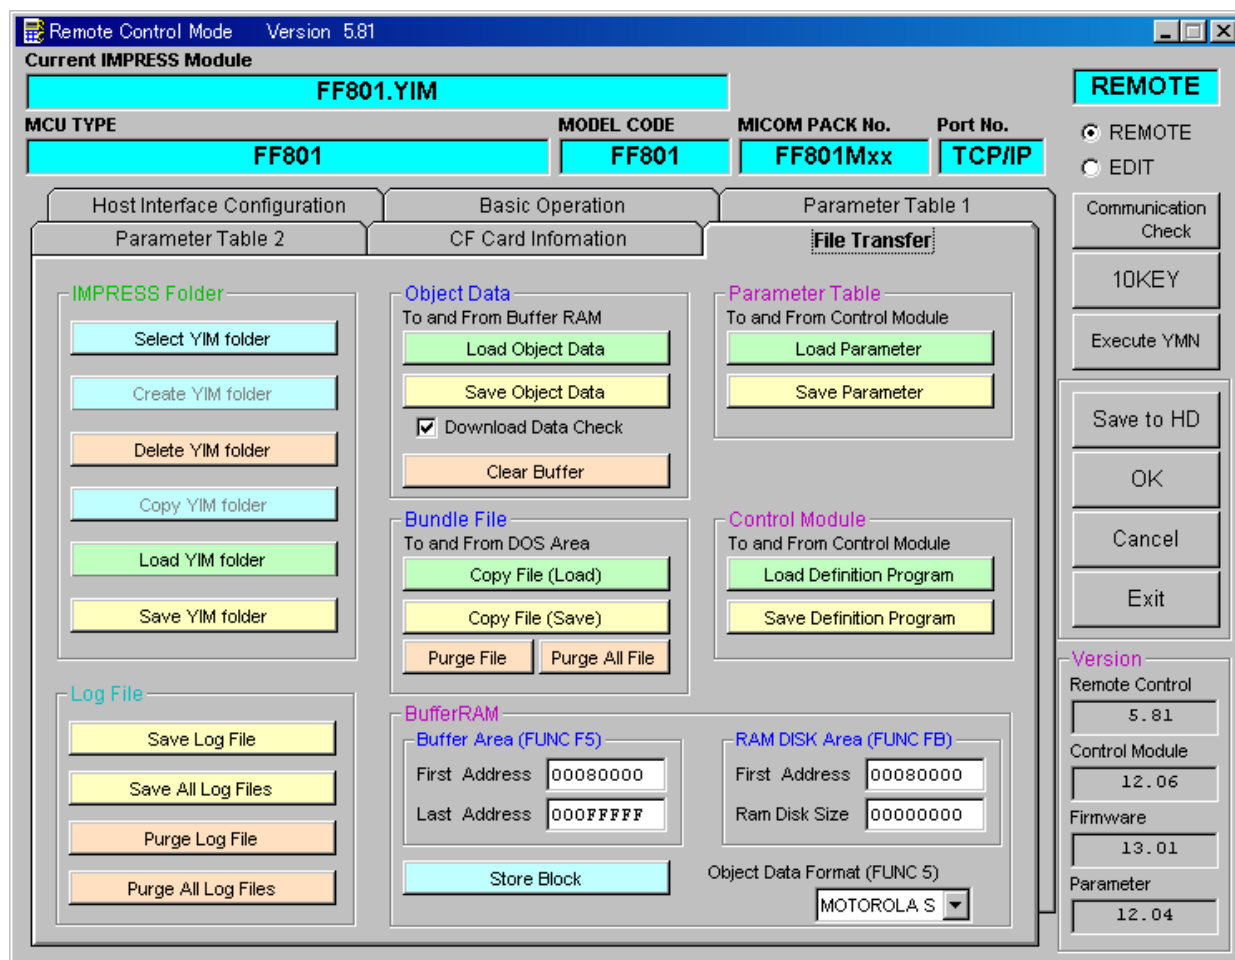 Remote Control Mode Version 5.81
Current IMPRESS Module
FF801.YIM
REMOTE
MCU TYPE MODEL CODE MICOM PACK No. Port No.
FF801 FF801 FF801Mxx TCP/IP
REMOTE
EDIT
Host Interface Configuration Basic Operation Parameter Table 1
Parameter Table 2 CF Card Infomation File Transfer
Communication
Check
10KEY
Execute YMN
Save to HD
OK
Cancel
Exit
IMPRESS Folder
Select YIM folder
Create YIM folder
Delete YIM folder
Copy YIM folder
Load YIM folder
Save YIM folder
Log File
Save Log File
Save All Log Files
Purge Log File
Purge All Log Files
Object Data
To and From Buffer RAM
Load Object Data
Save Object Data
Download Data Check
Clear Buffer
Bundle File
To and From DOS Area
Copy File (Load)
Copy File (Save)
Purge File Purge All File
Parameter Table
To and From Control Module
Load Parameter
Save Parameter
Control Module
To and From Control Module
Load Definition Program
Save Definition Program
BufferRAM
Buffer Area (FUNC F5)
First Address 00080000
Last Address 000FFFFF
RAM DISK Area (FUNC FB)
First Address 00080000
Ram Disk Size 00000000
Store Block
Object Data Format (FUNC 5)
MOTOROLA S
Version
Remote Control
5.81
Control Module
12.06
Firmware
13.01
Parameter
12.04